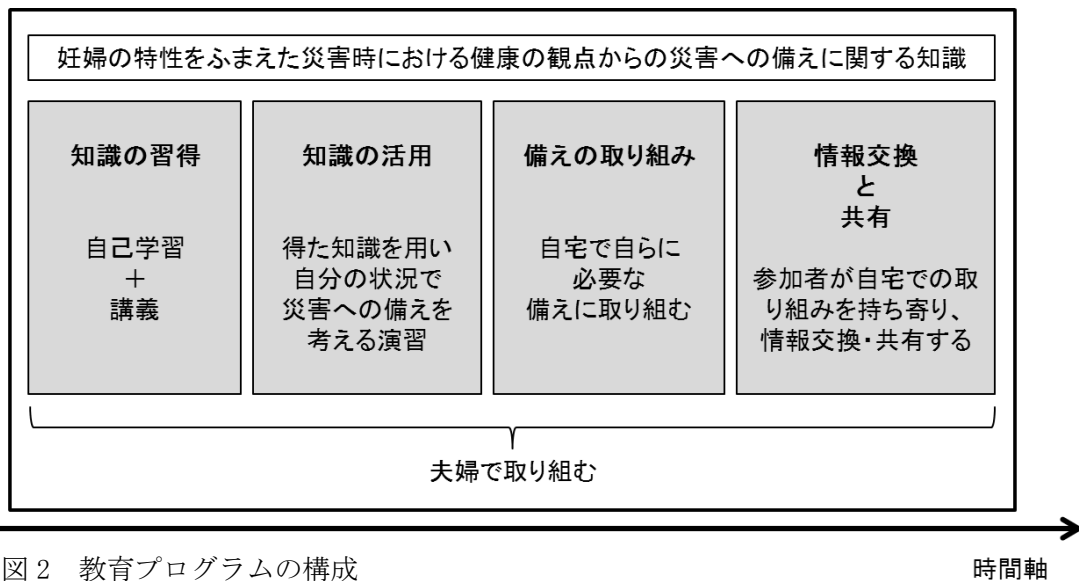 妊婦の特性をふまえた災害時における健康の観点からの災害への備えに関する知識
知識の習得
自己学習
＋
講義
知識の活用
得た知識を用い
自分の状況で
災害への備えを
考える演習
備えの取り組み
自宅で自らに
必要な
備えに取り組む
情報交換
と
共有
参加者が自宅での取
り組みを持ち寄り、
情報交換・共有する
夫婦で取り組む
図２　教育プログラムの構成
時間軸